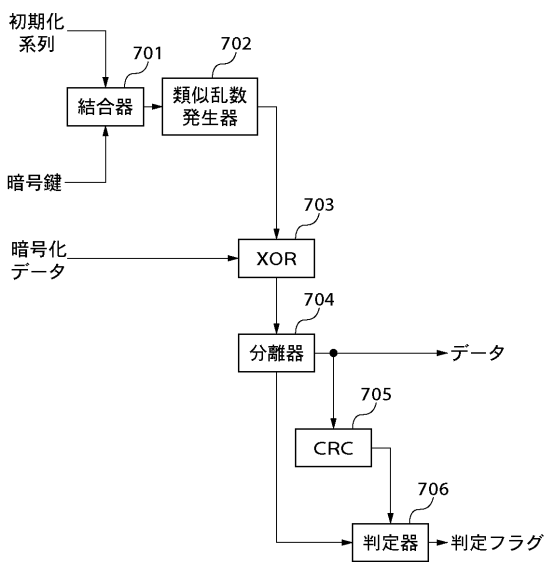 初期化
系列
701
702
結合器
類似乱数
発生器
暗号鍵
703
暗号化
データ
XOR
704
分離器
データ
705
CRC
706
判定器
判定フラグ